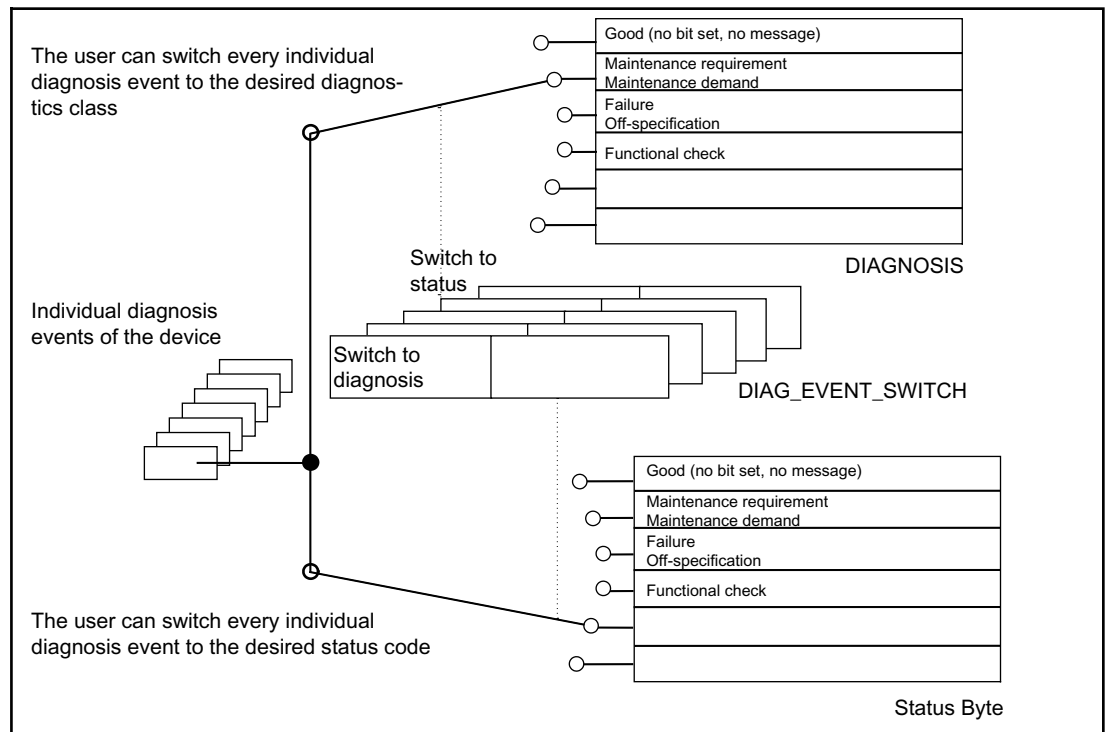 The user can switch every individual
diagnosis event to the desired diagnos-
tics class
Good (no bit set, no message)
Maintenance requirement
Maintenance demand
Failure
Off-specification
Functional check
DIAGNOSIS
Switch to
status
Individual diagnosis
events of the device
Switch to
diagnosis
DIAG_EVENT_SWITCH
Good (no bit set, no message)
Maintenance requirement
Maintenance demand
Failure
Off-specification
Functional check
The user can switch every individual
diagnosis event to the desired status code
Status Byte